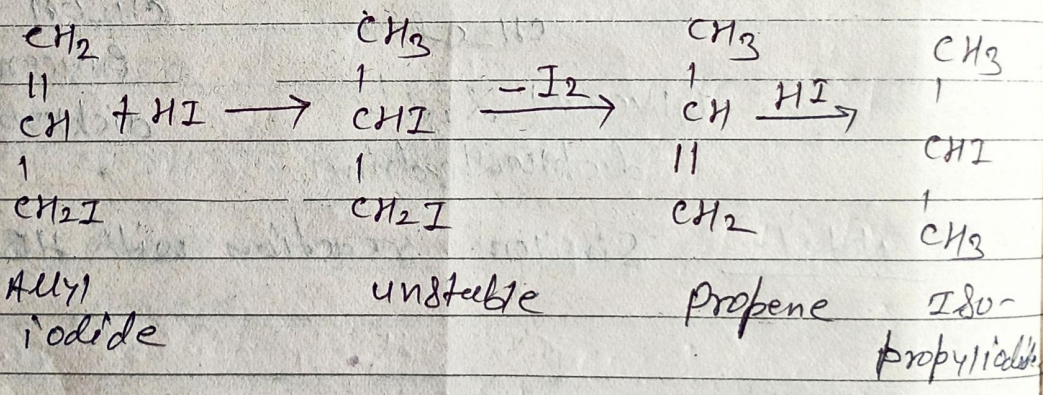 CH2 CH3 CH3 CH3
|| | | |
CH + HI → CHI - I2 → CH HI → CHI
| | || |
CH2I CH2I CH2 CH3
Allyl unstable propene Iso-
iodide propyliodide